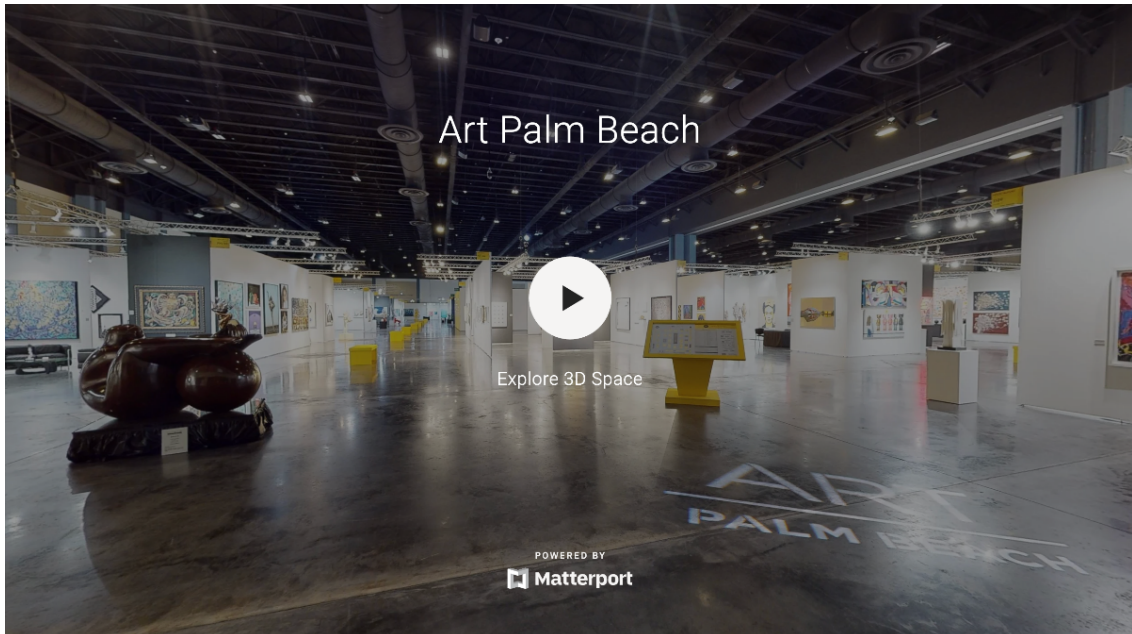 Art Palm Beach
Explore 3D Space
ART
PALM BEACH
POWERED BY
Matterport